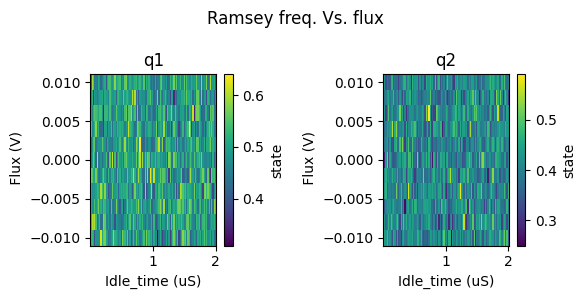 Ramsey freq. Vs. flux
q1
q2
Flux (V)
0.010
0.005
0.000
−0.005
−0.010
1
2
Idle_time (uS)
0.6
0.5
0.4
state
Flux (V)
0.010
0.005
0.000
−0.005
−0.010
1
2
Idle_time (uS)
0.5
0.4
0.3
state